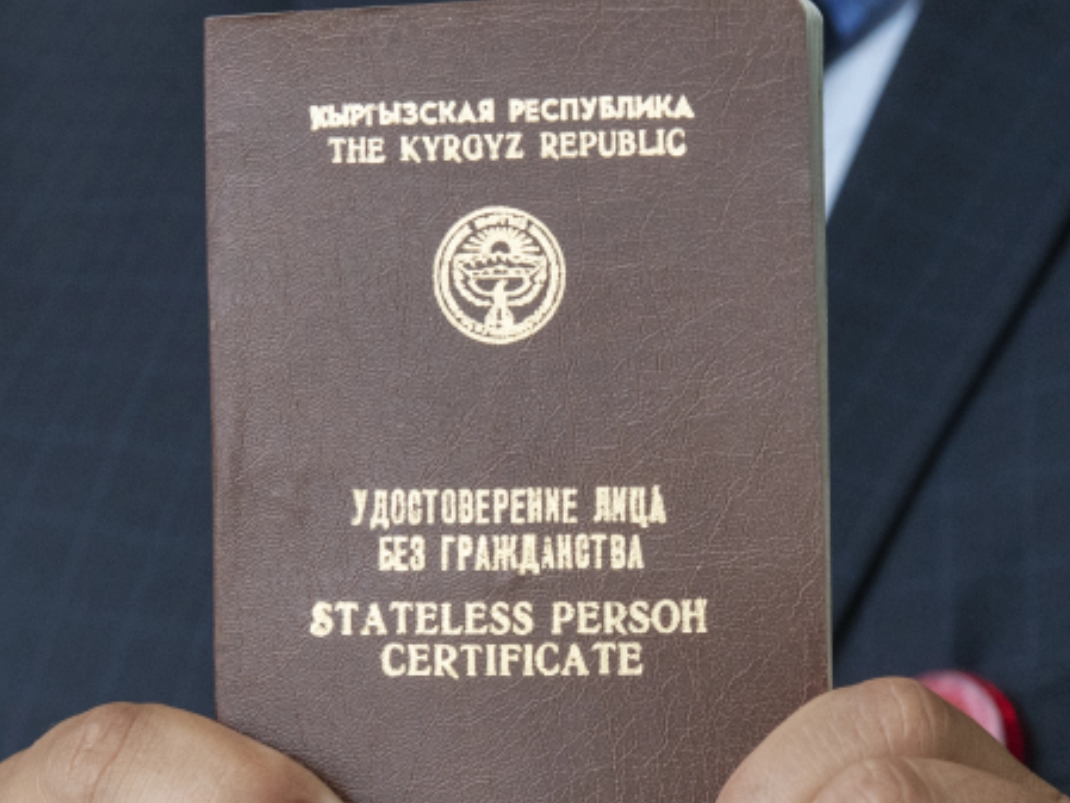 КЫРГЫЗСКАЯ РЕСПУБЛИКА
THE KYRGYZ REPUBLIC
УДОСТОВЕРЕНИЕ ЛИЦА
БЕЗ ГРАЖДАНСТВА
STATELESS PERSON
CERTIFICATE